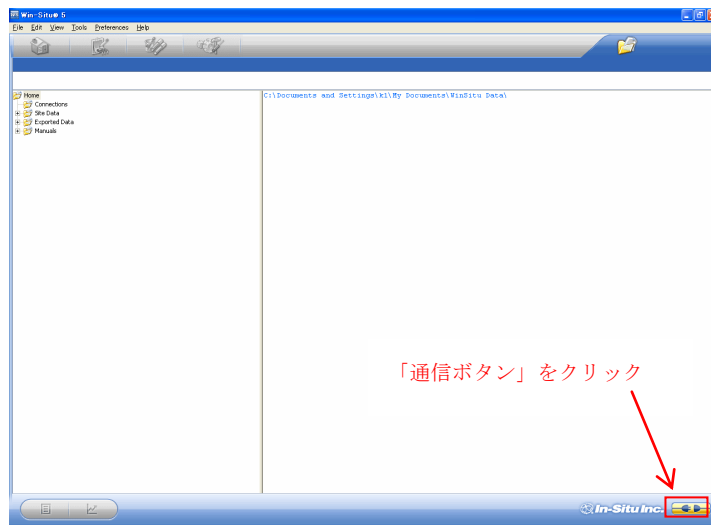 Win-Situ® 5
File Edit View Tools Preferences Help
Home
Connections
Site Data
Exported Data
Manuals
C:\Documents and Settings\k1\My Documents\WinSitu Data\
「通信ボタン」をクリック
In-Situ Inc.